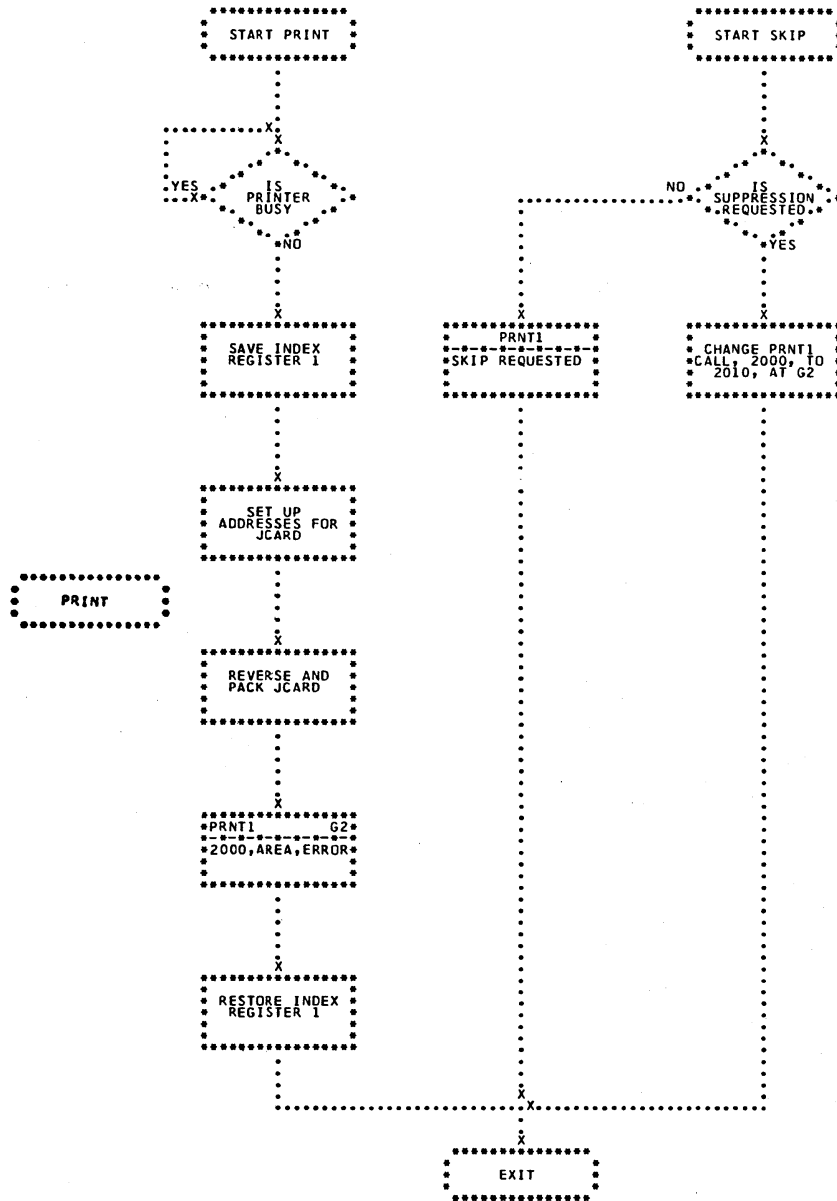 START PRINT
START SKIP
YES
IS
PRINTER
BUSY
NO
NO
IS
SUPPRESSION
REQUESTED
YES
SAVE INDEX
REGISTER 1
PRNT1
SKIP REQUESTED
CHANGE PRNT1
CALL, 2000, TO
2010, AT G2
SET UP
ADDRESSES FOR
JCARD
PRINT
REVERSE AND
PACK JCARD
PRNT1 G2
2000,AREA,ERROR
RESTORE INDEX
REGISTER 1
EXIT